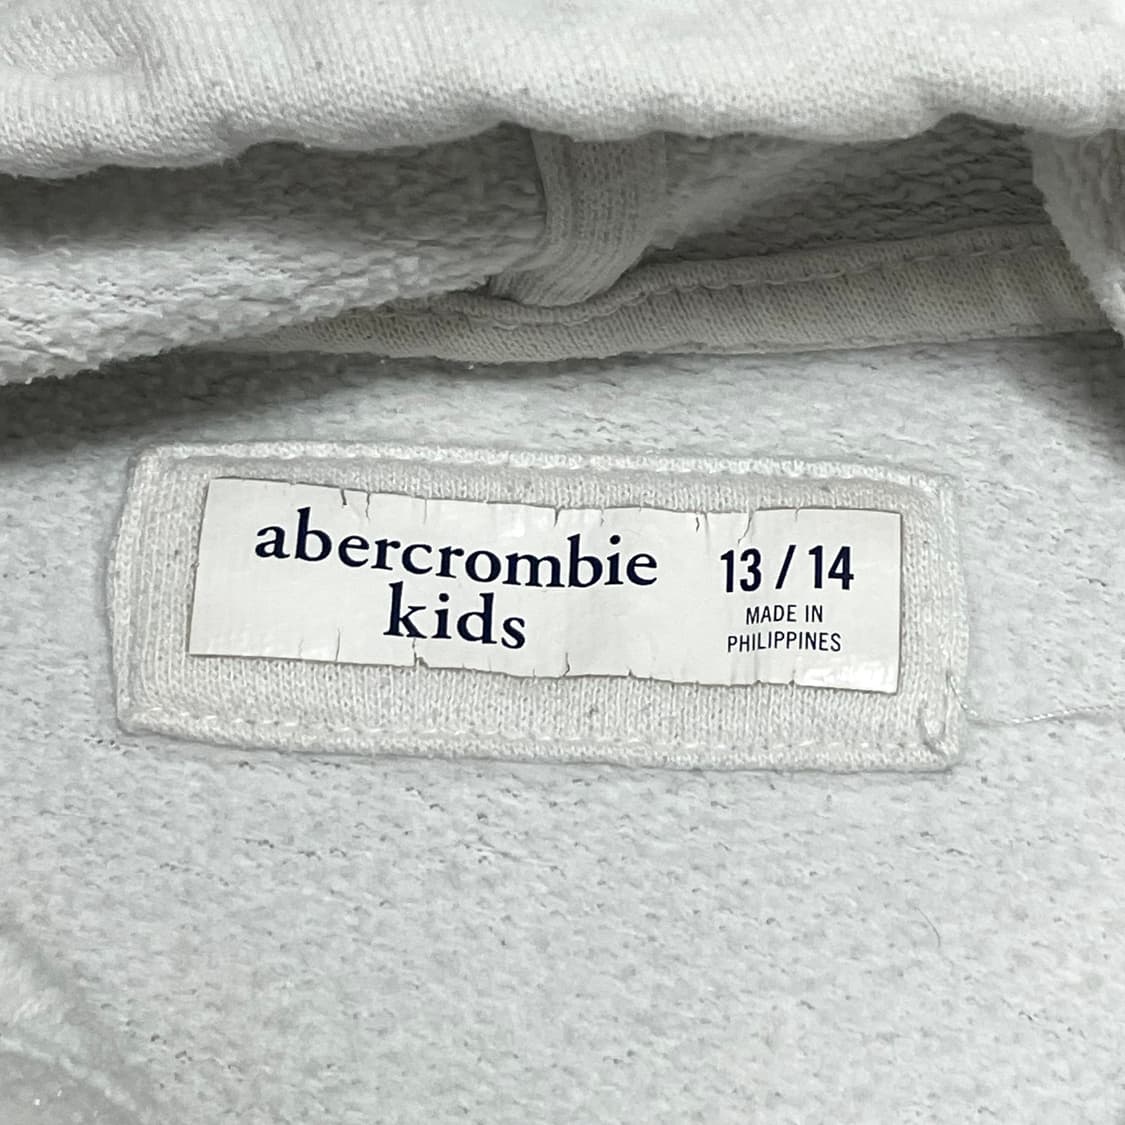 abercrombie
kids
13 / 14
MADE IN
PHILIPPINES